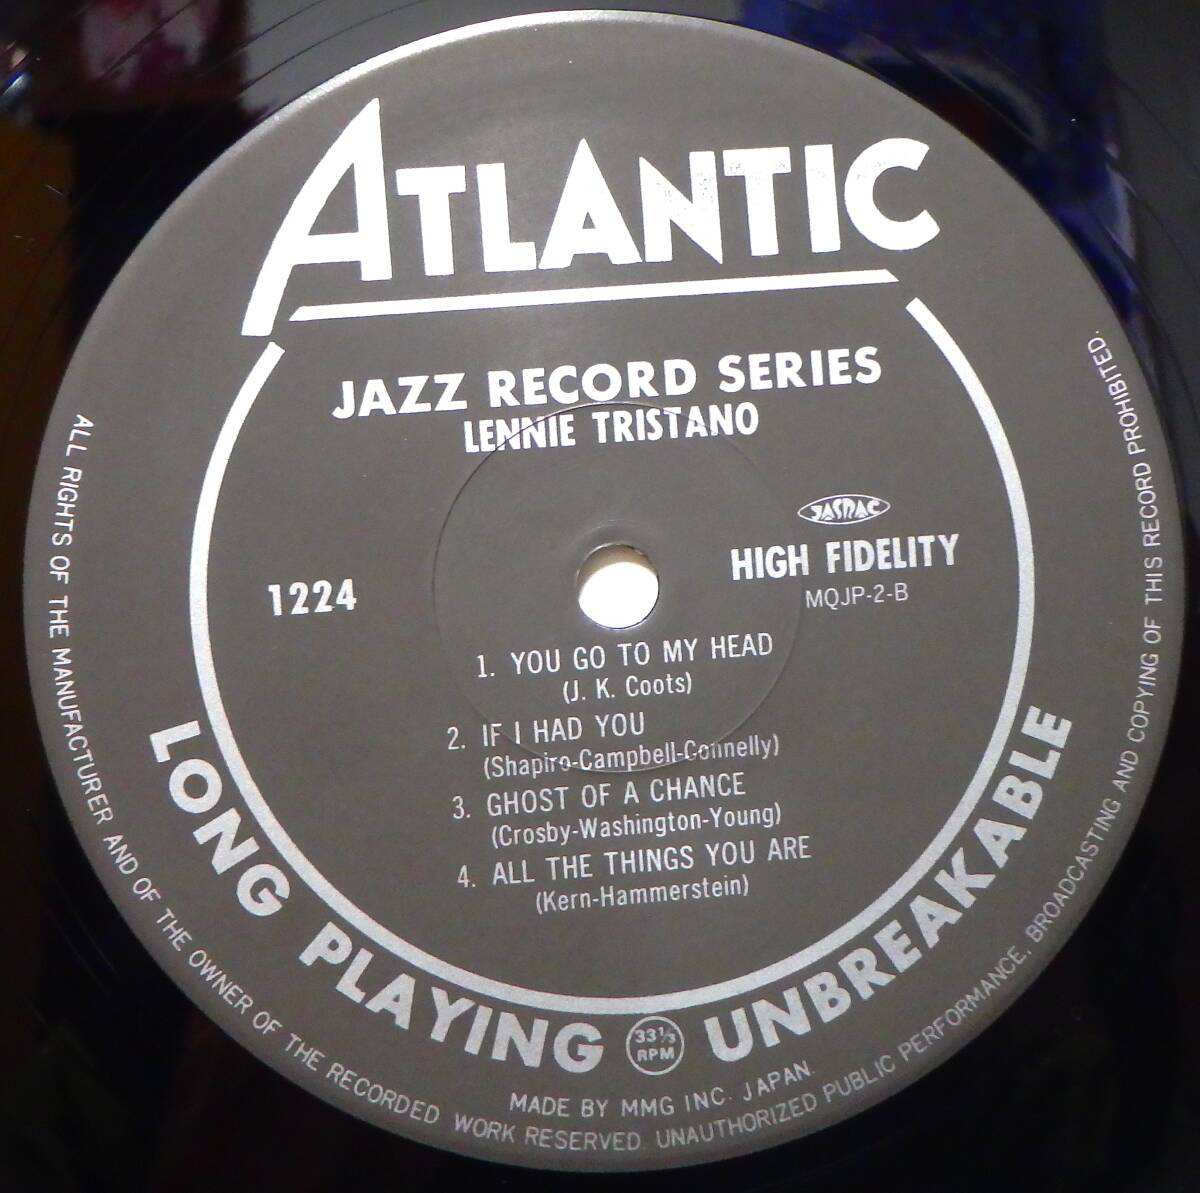 ATLANTIC
JAZZ RECORD SERIES
LENNIE TRISTANO
JASRAC
HIGH FIDELITY
MQJP-2-B
1224
1. YOU GO TO MY HEAD
(J. K. Coots)
2. IF I HAD YOU
(Shapiro-Campbell-Connelly)
3. GHOST OF A CHANCE
(Crosby-Washington-Young)
4. ALL THE THINGS YOU ARE
(Kern-Hammerstein)
LONG PLAYING 33⅓ RPM UNBREAKABLE
MADE BY MMG INC. JAPAN.
ALL RIGHTS OF THE MANUFACTURER AND OF THE OWNER OF THE RECORDED WORK RESERVED. UNAUTHORIZED PUBLIC PERFORMANCE, BROADCASTING AND COPYING OF THIS RECORD PROHIBITED.